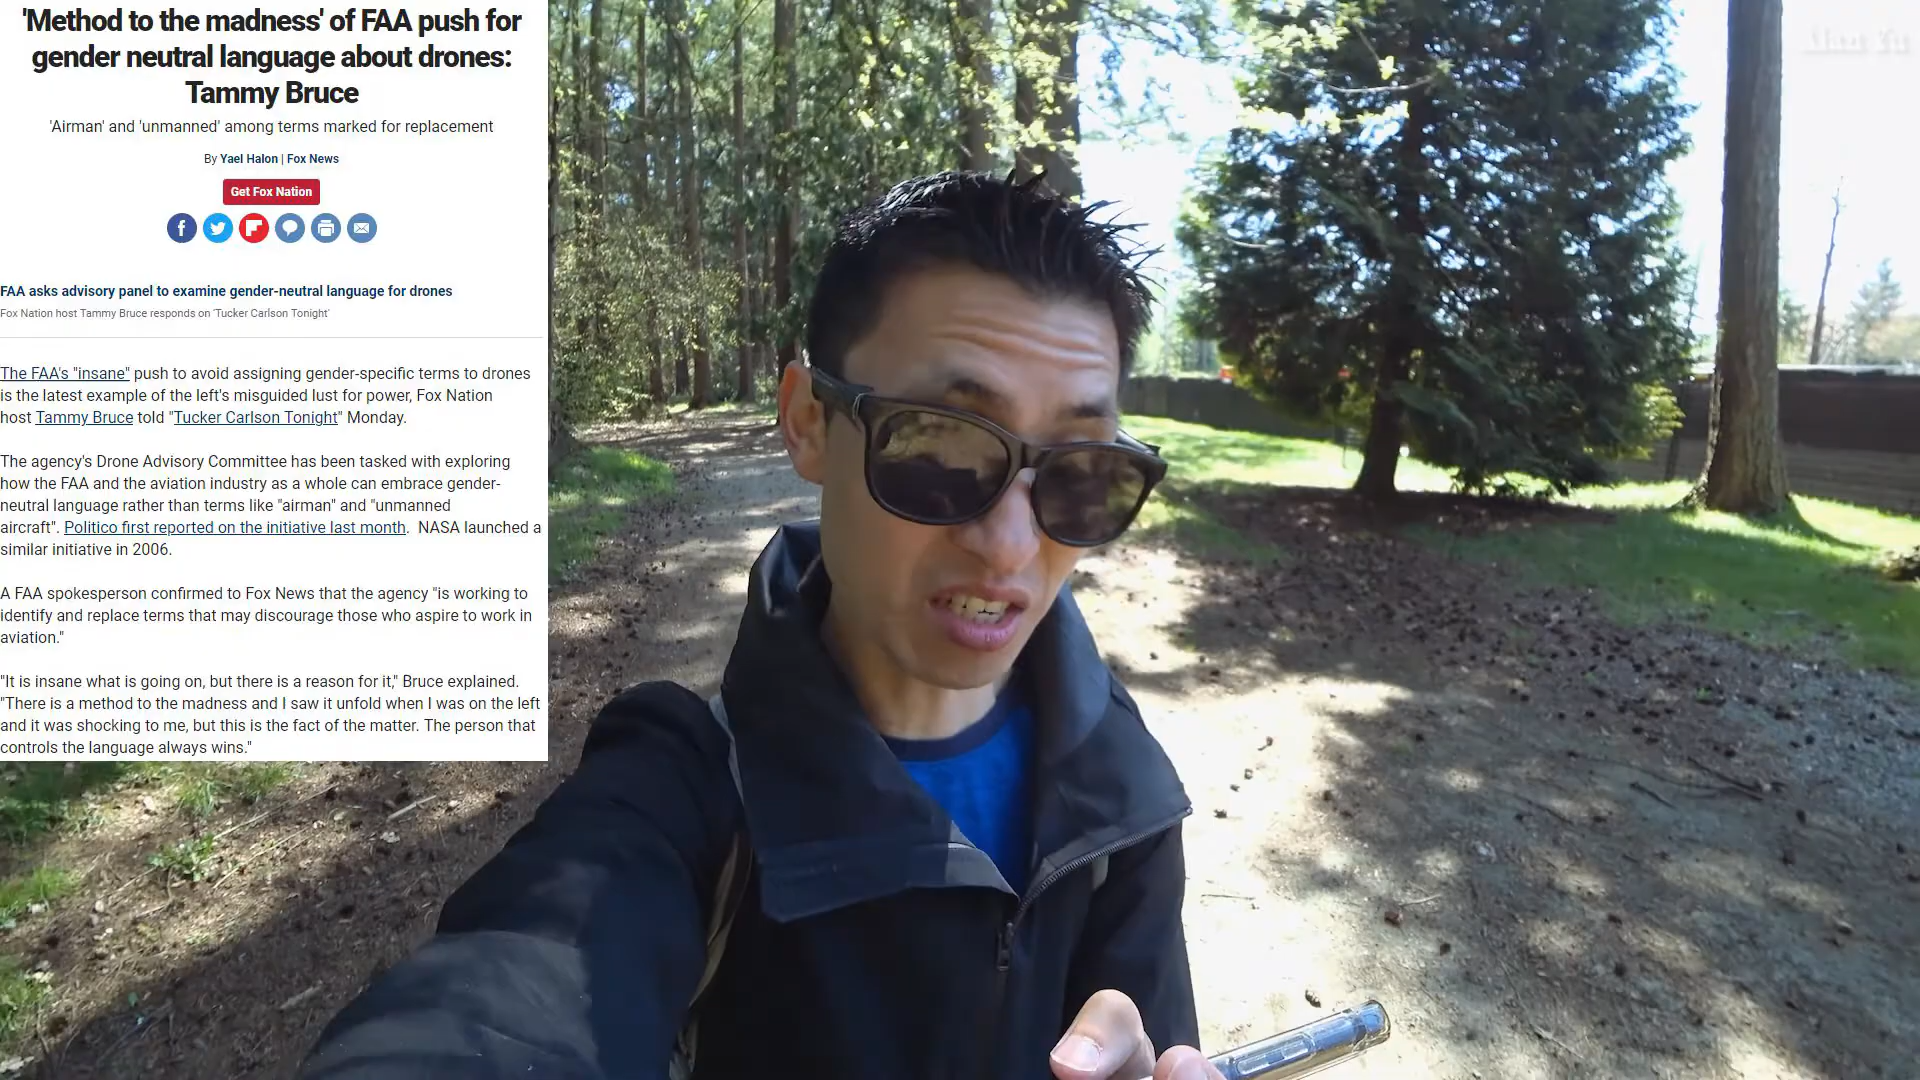 'Method to the madness' of FAA push for
gender neutral language about drones:
Tammy Bruce
'Airman' and 'unmanned' among terms marked for replacement
By Yael Halon | Fox News
Get Fox Nation
FAA asks advisory panel to examine gender-neutral language for drones
Fox Nation host Tammy Bruce responds on 'Tucker Carlson Tonight'
The FAA's "insane" push to avoid assigning gender-specific terms to drones
is the latest example of the left's misguided lust for power, Fox Nation
host Tammy Bruce told "Tucker Carlson Tonight" Monday.
The agency's Drone Advisory Committee has been tasked with exploring
how the FAA and the aviation industry as a whole can embrace gender-
neutral language rather than terms like "airman" and "unmanned
aircraft". Politico first reported on the initiative last month. NASA launched a
similar initiative in 2006.
A FAA spokesperson confirmed to Fox News that the agency "is working to
identify and replace terms that may discourage those who aspire to work in
aviation."
"It is insane what is going on, but there is a reason for it," Bruce explained.
"There is a method to the madness and I saw it unfold when I was on the left
and it was shocking to me, but this is the fact of the matter. The person that
controls the language always wins."